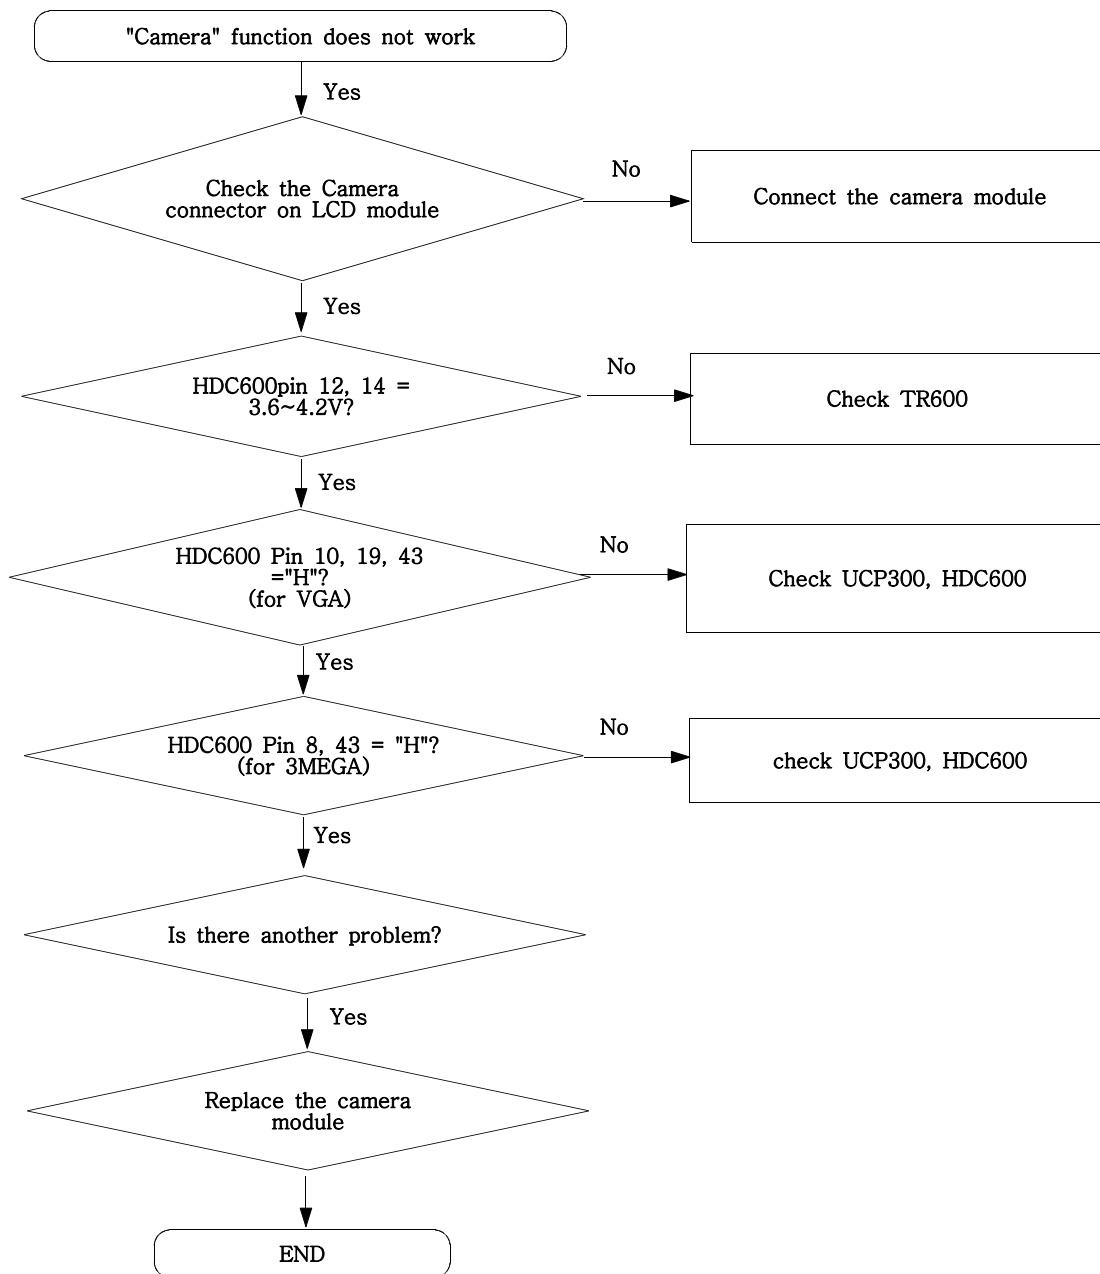 "Camera" function does not work
Yes
Check the Camera
connector on LCD module
No
Connect the camera module
Yes
HDC600pin 12, 14 =
3.6~4.2V?
No
Check TR600
Yes
HDC600 Pin 10, 19, 43
="H"?
(for VGA)
No
Check UCP300, HDC600
Yes
HDC600 Pin 8, 43 = "H"?
(for 3MEGA)
No
check UCP300, HDC600
Yes
Is there another problem?
Yes
Replace the camera
module
END